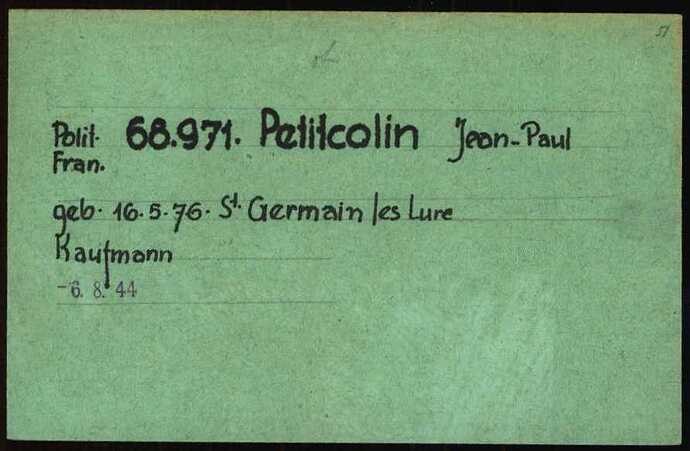 51
Polit. 68.971. Petitcolin Jean-Paul
Fran.
geb. 16.5.76. St. Germain les Lure
Kaufmann
-6. 8. 44